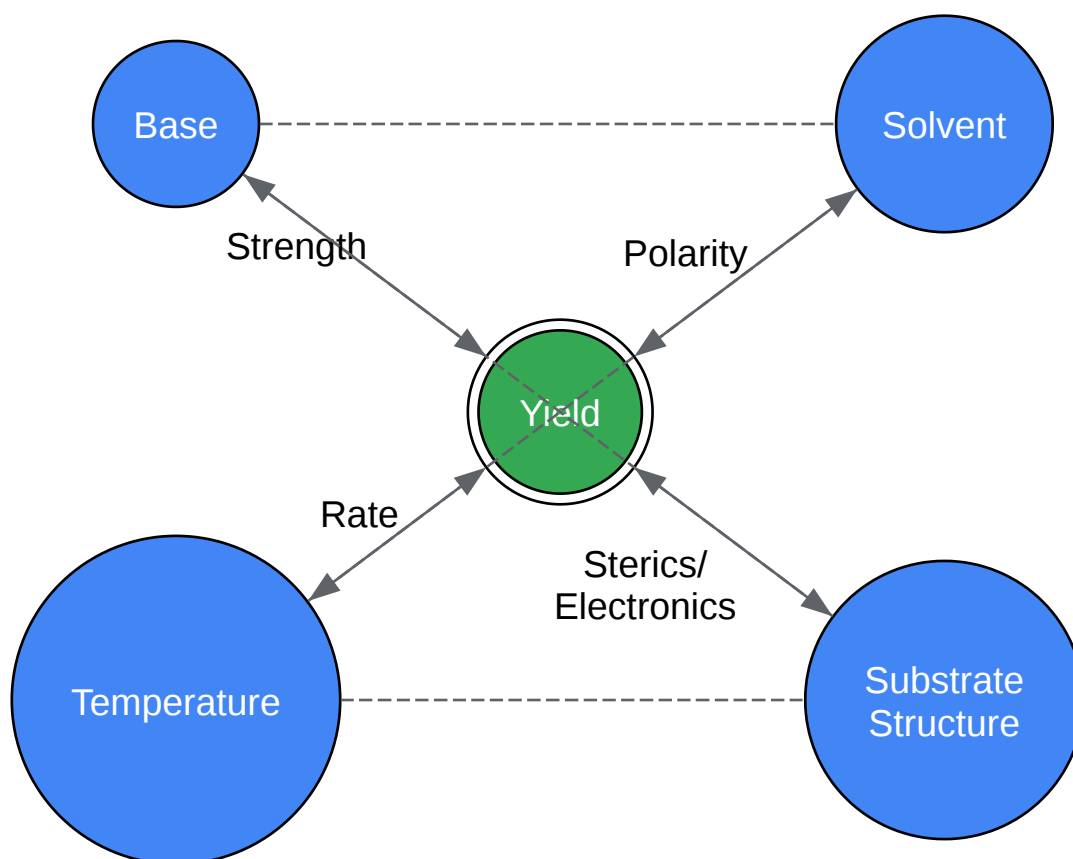 Base
Solvent
Strength
Polarity
Yield
Rate
Sterics/
Electronics
Temperature
Substrate
Structure